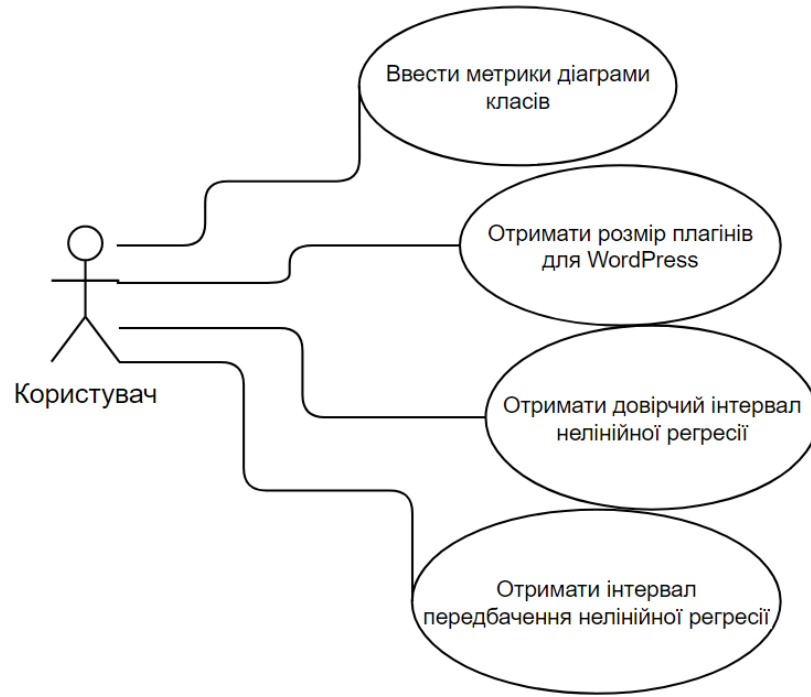 Ввести метрики діаграми
класів
Отримати розмір плагінів
для WordPress
Користувач
Отримати довірчий інтервал
нелінійної регресії
Отримати інтервал
передбачення нелінійної регресії